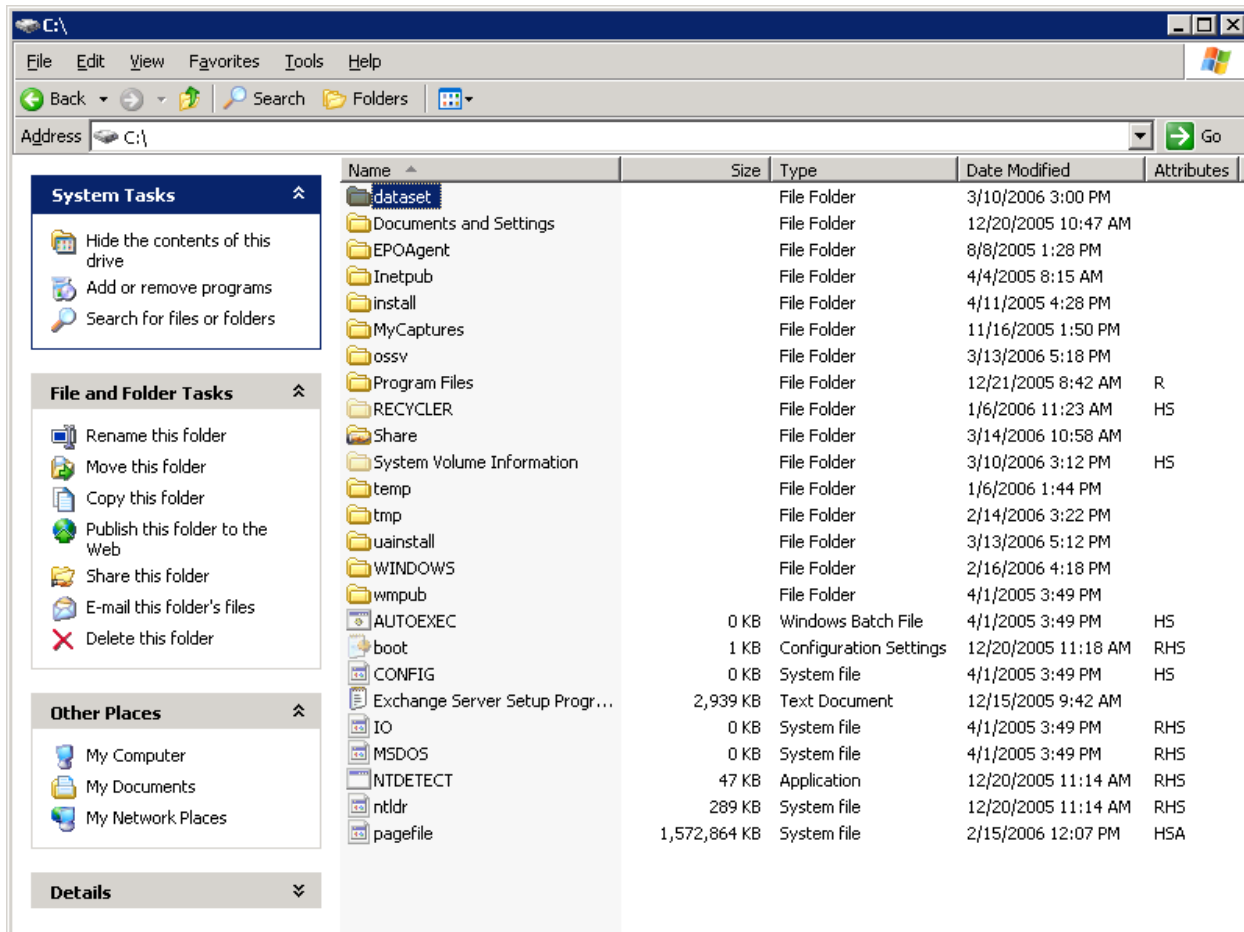 C:\
File Edit View Favorites Tools Help
Back Search Folders
Address C:\ Go
System Tasks
Hide the contents of this
drive
Add or remove programs
Search for files or folders
File and Folder Tasks
Rename this folder
Move this folder
Copy this folder
Publish this folder to the
Web
Share this folder
E-mail this folder's files
Delete this folder
Other Places
My Computer
My Documents
My Network Places
Details
Name Size Type Date Modified Attributes
dataset File Folder 3/10/2006 3:00 PM
Documents and Settings File Folder 12/20/2005 10:47 AM
EPOAgent File Folder 8/8/2005 1:28 PM
Inetpub File Folder 4/4/2005 8:15 AM
install File Folder 4/11/2005 4:28 PM
MyCaptures File Folder 11/16/2005 1:50 PM
ossv File Folder 3/13/2006 5:18 PM
Program Files File Folder 12/21/2005 8:42 AM R
RECYCLER File Folder 1/6/2006 11:23 AM HS
Share File Folder 3/14/2006 10:58 AM
System Volume Information File Folder 3/10/2006 3:12 PM HS
temp File Folder 1/6/2006 1:44 PM
tmp File Folder 2/14/2006 3:22 PM
uainstall File Folder 3/13/2006 5:12 PM
WINDOWS File Folder 2/16/2006 4:18 PM
wmpub File Folder 4/1/2005 3:49 PM
AUTOEXEC 0 KB Windows Batch File 4/1/2005 3:49 PM HS
boot 1 KB Configuration Settings 12/20/2005 11:18 AM RHS
CONFIG 0 KB System file 4/1/2005 3:49 PM HS
Exchange Server Setup Progr... 2,939 KB Text Document 12/15/2005 9:42 AM
IO 0 KB System file 4/1/2005 3:49 PM RHS
MSDOS 0 KB System file 4/1/2005 3:49 PM RHS
NTDETECT 47 KB Application 12/20/2005 11:14 AM RHS
ntldr 289 KB System file 12/20/2005 11:14 AM RHS
pagefile 1,572,864 KB System file 2/15/2006 12:07 PM HSA